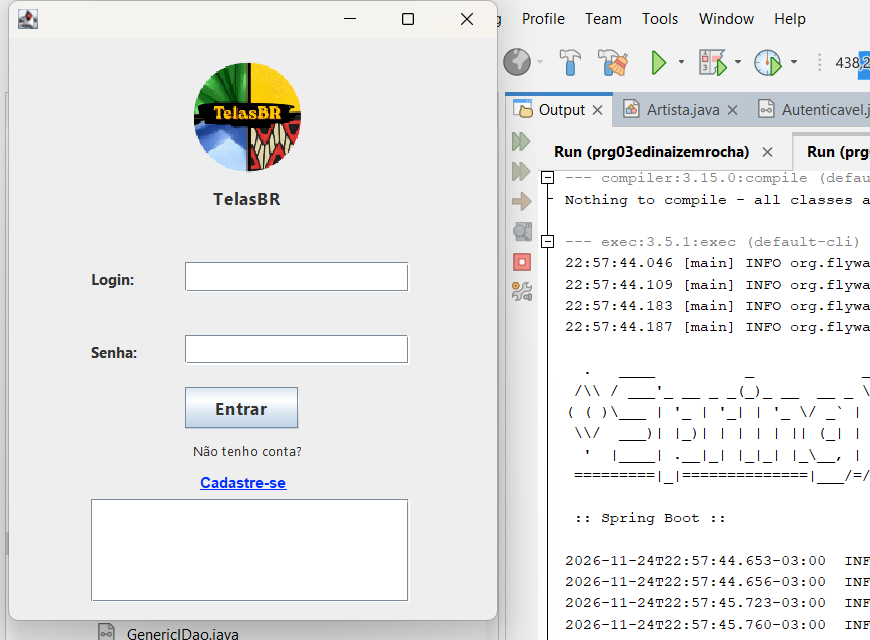 TelasBR
TelasBR
Login:
Senha:
Entrar
Não tenho conta?
Cadastre-se
GenericIDao.java
Profile Team Tools Window Help
438,2
Output Artista.java Autenticavel.j
Run (prg03edinaizemrocha) Run (prg
--- compiler:3.15.0:compile (defau
Nothing to compile - all classes a
--- exec:3.5.1:exec (default-cli)
22:57:44.046 [main] INFO org.flywa
22:57:44.109 [main] INFO org.flywa
22:57:44.183 [main] INFO org.flywa
22:57:44.187 [main] INFO org.flywa
:: Spring Boot ::
2026-11-24T22:57:44.653-03:00 INF
2026-11-24T22:57:44.656-03:00 INF
2026-11-24T22:57:45.723-03:00 INF
2026-11-24T22:57:45.760-03:00 INF